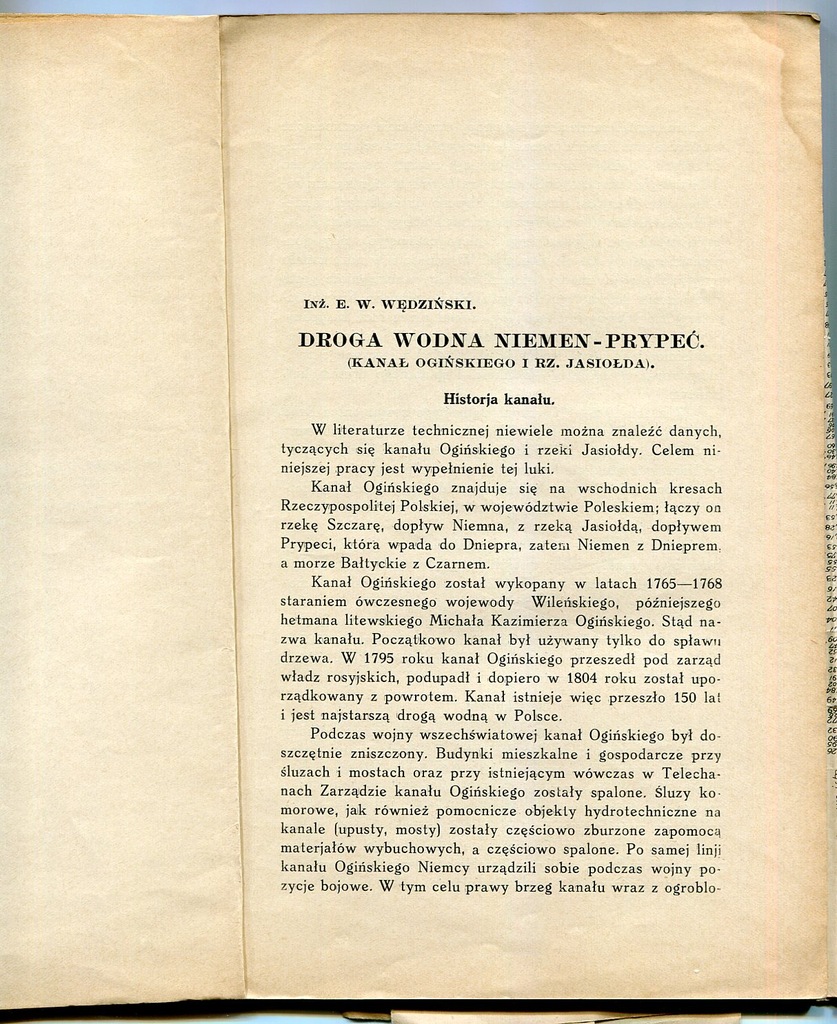 Inż. E. W. WĘDZIŃSKI.
DROGA WODNA NIEMEN-PRYPEĆ.
(KANAŁ OGIŃSKIEGO I RZ. JASIOŁDA).
Historja kanału.
W literaturze technicznej niewiele można znaleźć danych,
tyczących się kanału Ogińskiego i rzeki Jasiołdy. Celem ni-
niejszej pracy jest wypełnienie tej luki.
Kanał Ogińskiego znajduje się na wschodnich kresach
Rzeczypospolitej Polskiej, w województwie Poleskiem; łączy on
rzekę Szczarę, dopływ Niemna, z rzeką Jasiołdą, dopływem
Prypeci, która wpada do Dniepra, zatem Niemen z Dnieprem,
a morze Bałtyckie z Czarnem.
Kanał Ogińskiego został wykopany w latach 1765—1768
staraniem ówczesnego wojewody Wileńskiego, późniejszego
hetmana litewskiego Michała Kazimierza Ogińskiego. Stąd na-
zwa kanału. Początkowo kanał był używany tylko do spławu
drzewa. W 1795 roku kanał Ogińskiego przeszedł pod zarząd
władz rosyjskich, podupadł i dopiero w 1804 roku został upo-
rządkowany z powrotem. Kanał istnieje więc przeszło 150 lat
i jest najstarszą drogą wodną w Polsce.
Podczas wojny wszechświatowej kanał Ogińskiego był do-
szczętnie zniszczony. Budynki mieszkalne i gospodarcze przy
śluzach i mostach oraz przy istniejącym wówczas w Telecha-
nach Zarządzie kanału Ogińskiego zostały spalone. Śluzy ko-
morowe, jak również pomocnicze objekty hydrotechniczne na
kanale (upusty, mosty) zostały częściowo zburzone zapomocą
materjałów wybuchowych, a częściowo spalone. Po samej linji
kanału Ogińskiego Niemcy urządzili sobie podczas wojny po-
zycje bojowe. W tym celu prawy brzeg kanału wraz z ogroblo-